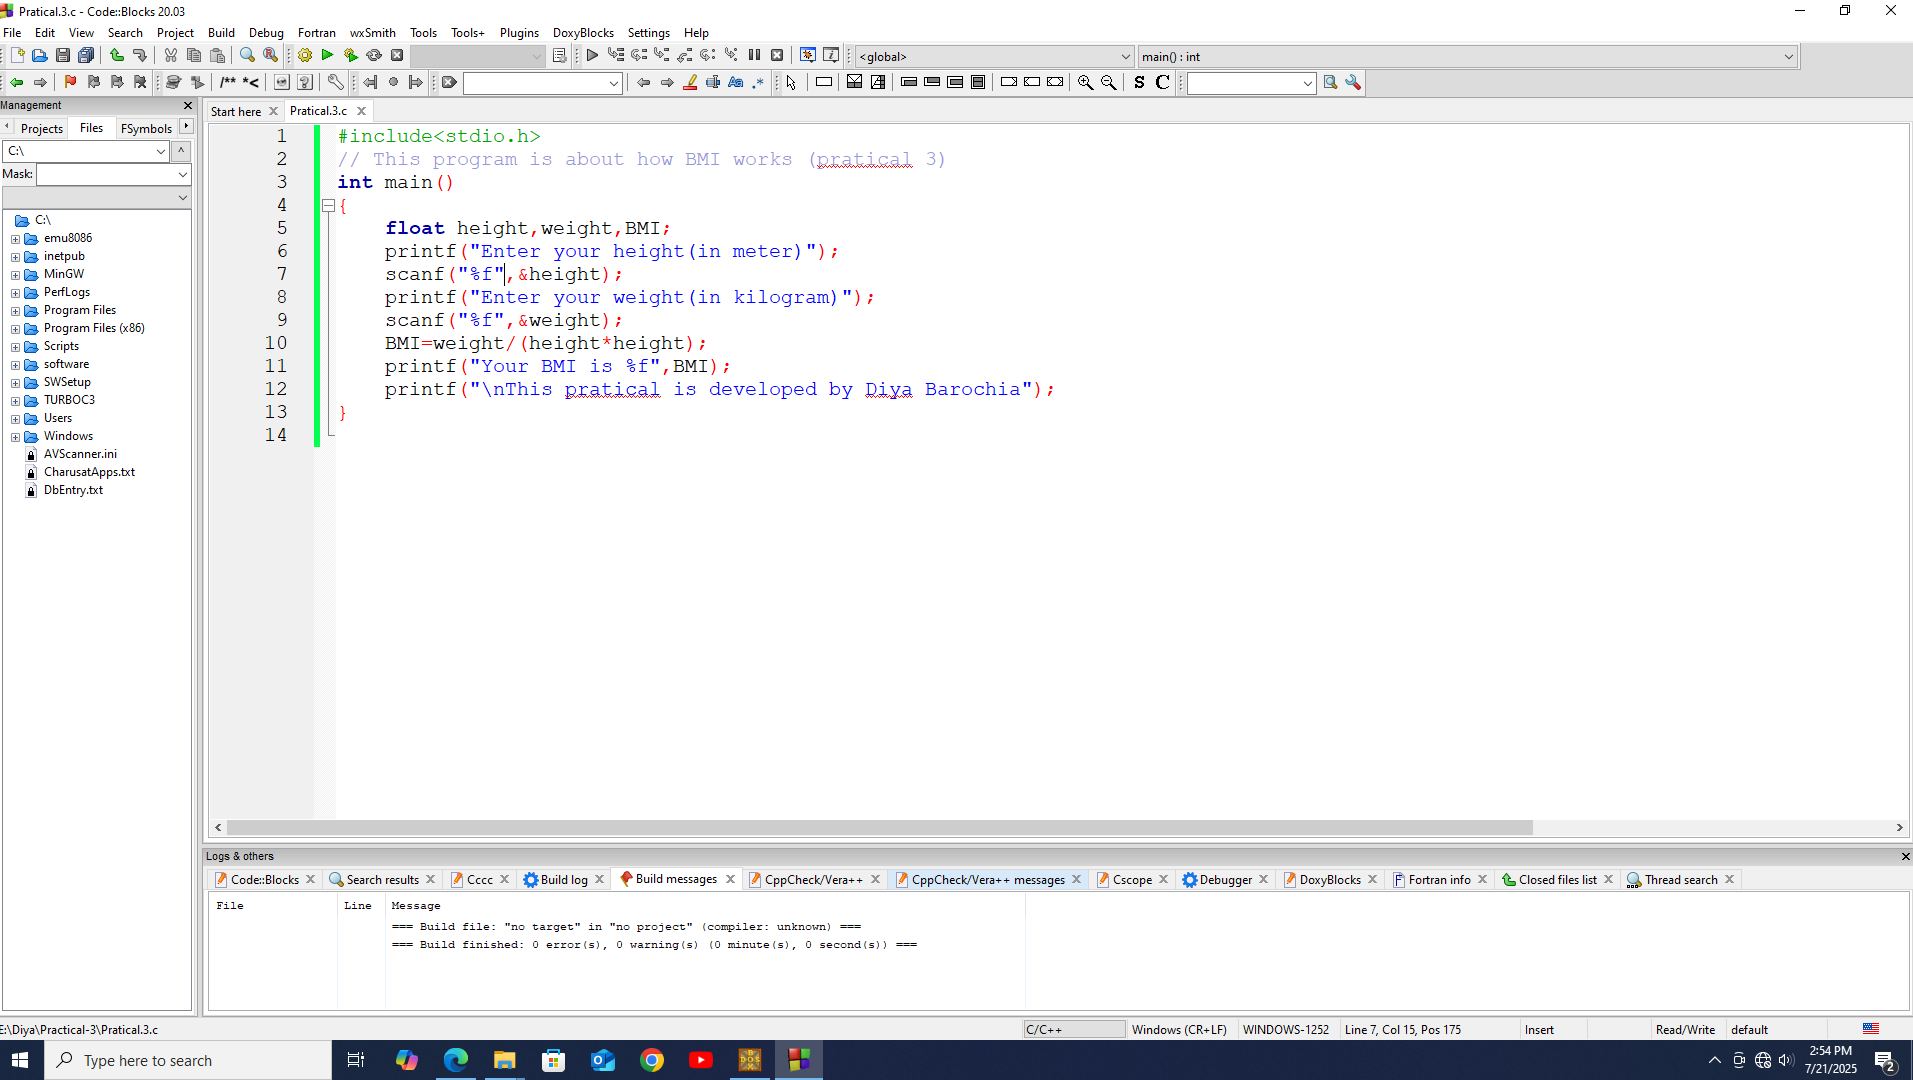 Pratical.3.c - Code::Blocks 20.03
File Edit View Search Project Build Debug Fortran wxSmith Tools Tools+ Plugins DoxyBlocks Settings Help
<global> main() : int
/** *< Aa .* S C
Management
Projects Files FSymbols
C:\
Mask:
C:\
emu8086
inetpub
MinGW
PerfLogs
Program Files
Program Files (x86)
Scripts
software
SWSetup
TURBOC3
Users
Windows
AVScanner.ini
CharusatApps.txt
DbEntry.txt
Start here Pratical.3.c
1 #include<stdio.h>
2 // This program is about how BMI works (pratical 3)
3 int main()
4 {
5 float height,weight,BMI;
6 printf("Enter your height(in meter)");
7 scanf("%f",&height);
8 printf("Enter your weight(in kilogram)");
9 scanf("%f",&weight);
10 BMI=weight/(height*height);
11 printf("Your BMI is %f",BMI);
12 printf("\nThis pratical is developed by Diya Barochia");
13 }
14
Logs & others
Code::Blocks Search results Cccc Build log Build messages CppCheck/Vera++ CppCheck/Vera++ messages Cscope Debugger DoxyBlocks Fortran info Closed files list Thread search
File Line Message
=== Build file: "no target" in "no project" (compiler: unknown) ===
=== Build finished: 0 error(s), 0 warning(s) (0 minute(s), 0 second(s)) ===
E:\Diya\Practical-3\Pratical.3.c C/C++ Windows (CR+LF) WINDOWS-1252 Line 7, Col 15, Pos 175 Insert Read/Write default
Type here to search
2:54 PM
7/21/2025
2